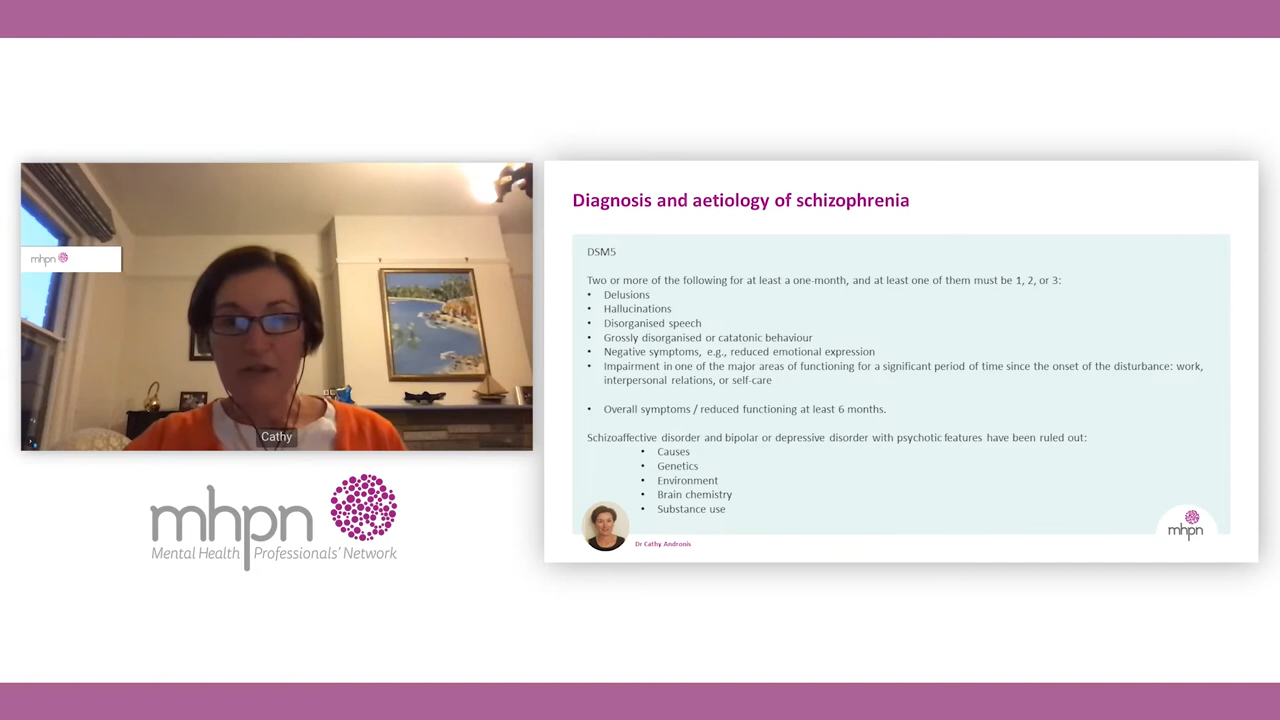 mhpn
Cathy
mhpn
Mental Health Professionals' Network
Diagnosis and aetiology of schizophrenia
DSM5
Two or more of the following for at least a one-month, and at least one of them must be 1, 2, or 3:
• Delusions
• Hallucinations
• Disorganised speech
• Grossly disorganised or catatonic behaviour
• Negative symptoms, e.g., reduced emotional expression
• Impairment in one of the major areas of functioning for a significant period of time since the onset of the disturbance: work,
interpersonal relations, or self-care
• Overall symptoms / reduced functioning at least 6 months.
Schizoaffective disorder and bipolar or depressive disorder with psychotic features have been ruled out:
• Causes
• Genetics
• Environment
• Brain chemistry
• Substance use
Dr Cathy Andronis
mhpn